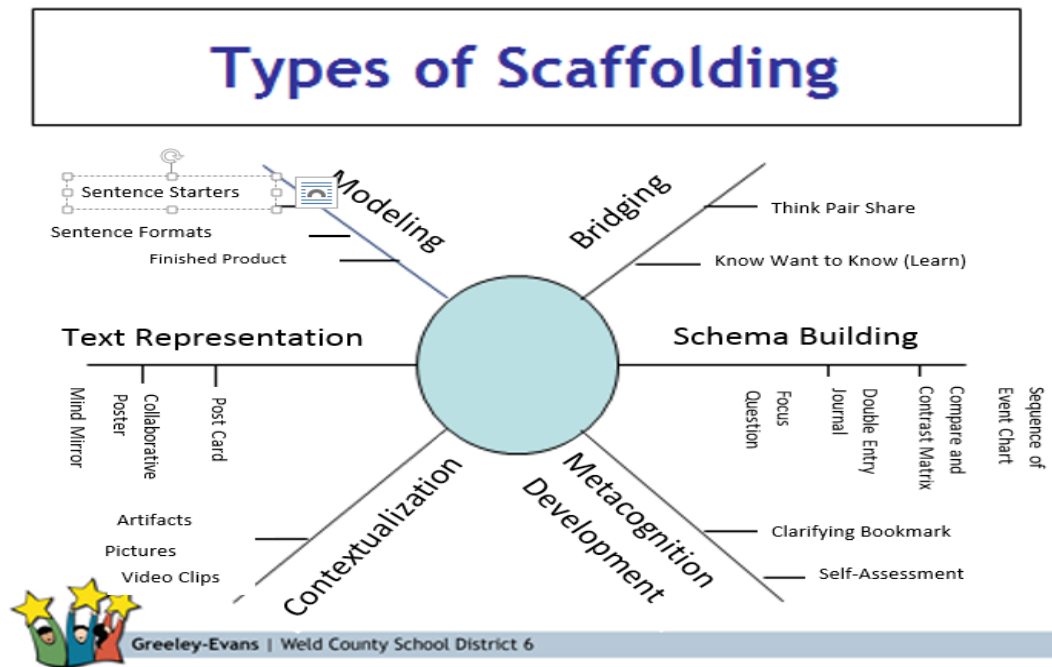 Types of Scaffolding
Modeling
Sentence Starters
Sentence Formats
Finished Product
Bridging
Think Pair Share
Know Want to Know (Learn)
Text Representation
Mind Mirror
Collaborative
Poster
Post Card
Schema Building
Focus
Question
Double Entry
Journal
Compare and
Contrast Matrix
Sequence of
Event Chart
Contextualization
Artifacts
Pictures
Video Clips
Metacognition
Development
Clarifying Bookmark
Self-Assessment
Greeley-Evans | Weld County School District 6